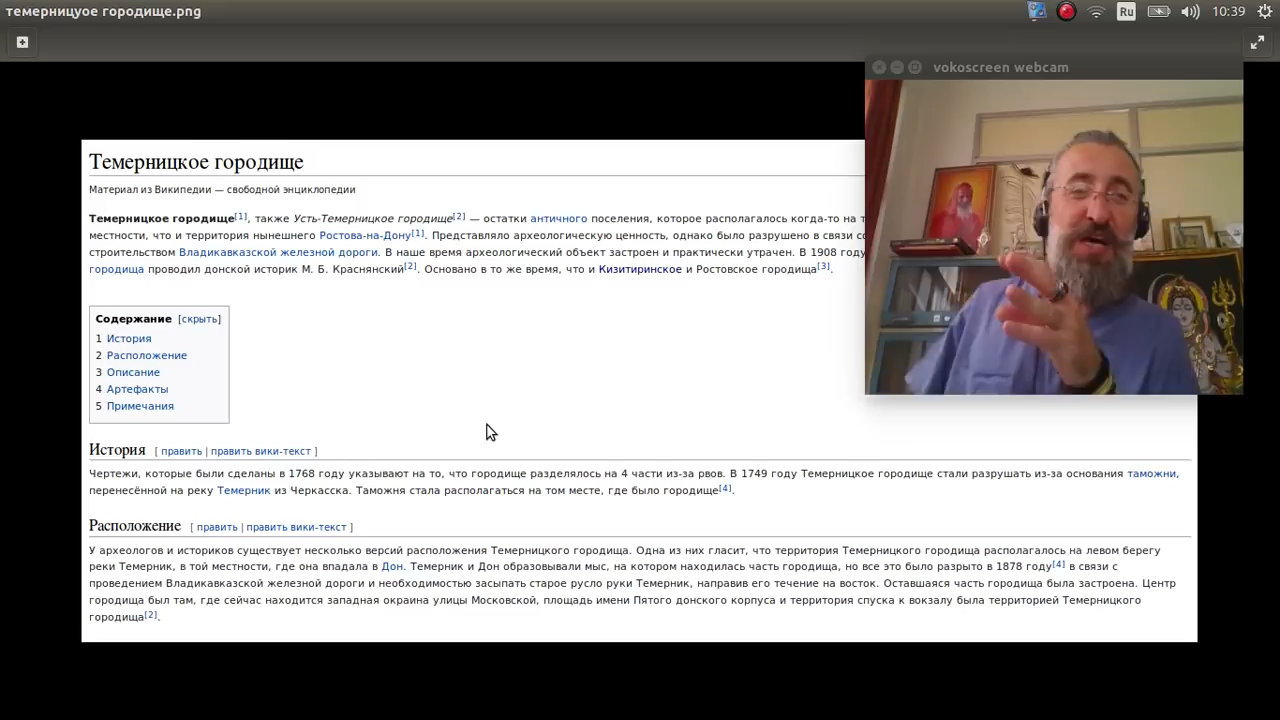 темерницуое городище.png
Ru
10:39
vokoscreen webcam
Темерницкое городище
Материал из Википедии — свободной энциклопедии
Темерницкое городище[1], также Усть-Темерницкое городище[2] — остатки античного поселения, которое располагалось когда-то на т
местности, что и территория нынешнего Ростова-на-Дону[1]. Представляло археологическую ценность, однако было разрушено в связи со
строительством Владикавказской железной дороги. В наше время археологический объект застроен и практически утрачен. В 1908 году
городища проводил донской историк М. Б. Краснянский[2]. Основано в то же время, что и Кизитиринское и Ростовское городища[3].
Содержание [скрыть]
1 История
2 Расположение
3 Описание
4 Артефакты
5 Примечания
История [ править | править вики-текст ]
Чертежи, которые были сделаны в 1768 году указывают на то, что городище разделялось на 4 части из-за рвов. В 1749 году Темерницкое городище стали разрушать из-за основания таможни,
перенесённой на реку Темерник из Черкасска. Таможня стала располагаться на том месте, где было городище[4].
Расположение [ править | править вики-текст ]
У археологов и историков существует несколько версий расположения Темерницкого городища. Одна из них гласит, что территория Темерницкого городища располагалось на левом берегу
реки Темерник, в той местности, где она впадала в Дон. Темерник и Дон образовывали мыс, на котором находилась часть городища, но все это было разрыто в 1878 году[4] в связи с
проведением Владикавказской железной дороги и необходимостью засыпать старое русло руки Темерник, направив его течение на восток. Оставшаяся часть городища была застроена. Центр
городища был там, где сейчас находится западная окраина улицы Московской, площадь имени Пятого донского корпуса и территория спуска к вокзалу была территорией Темерницкого
городища[2].